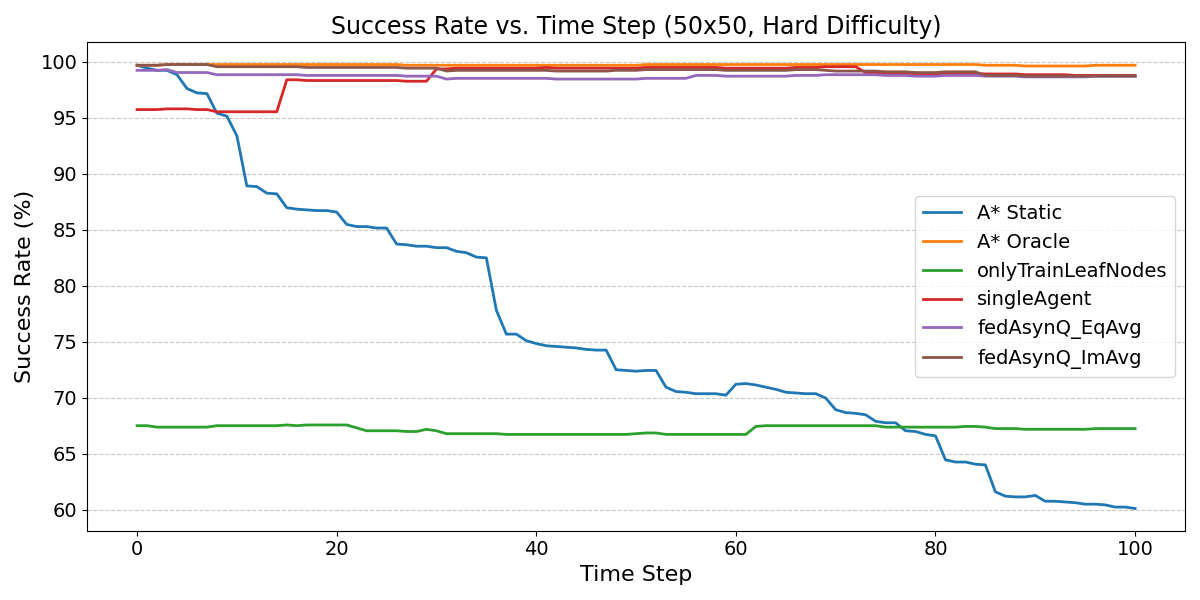 Success Rate vs. Time Step (50x50, Hard Difficulty)
Success Rate (%)
100
95
90
85
80
75
70
65
60
A* Static
A* Oracle
onlyTrainLeafNodes
singleAgent
fedAsynQ_EqAvg
fedAsynQ_ImAvg
0
20
40
60
80
100
Time Step